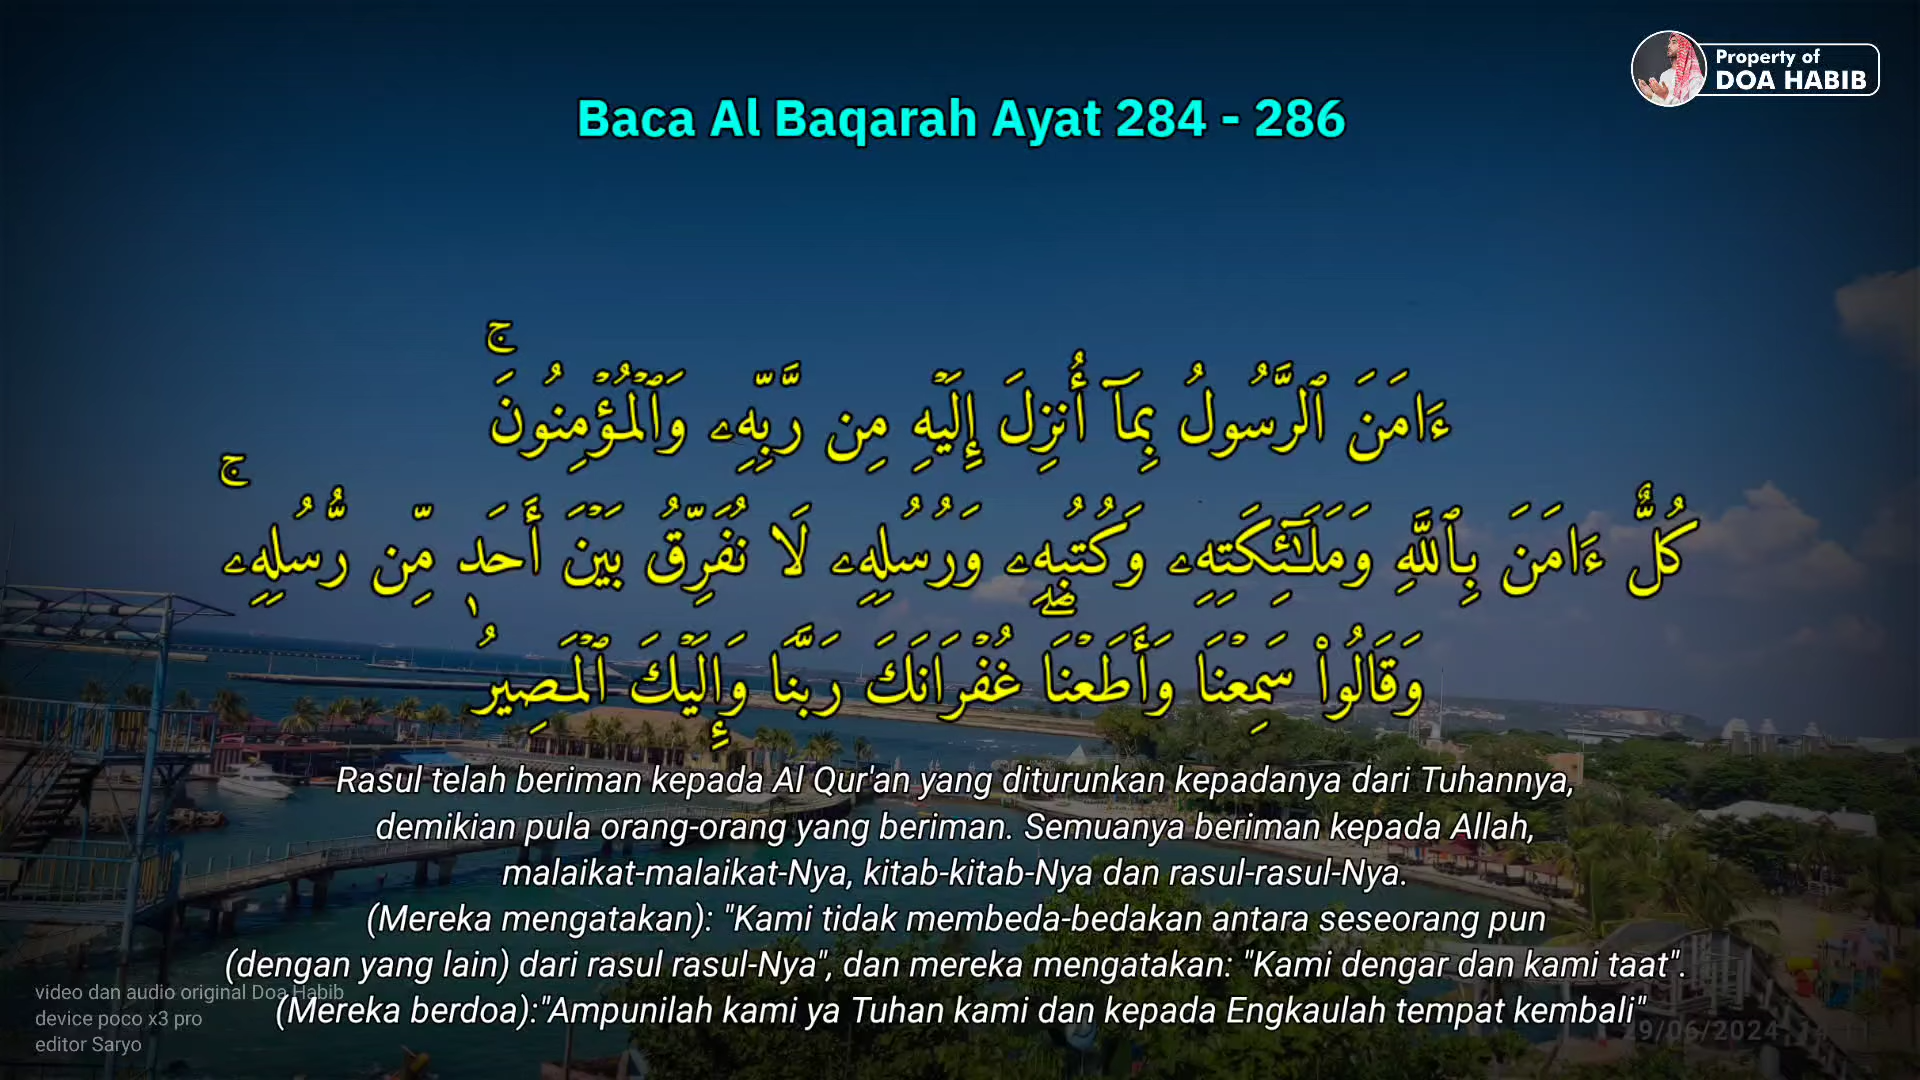 Property of
DOA HABIB
Baca Al Baqarah Ayat 284 - 286
ءَامَنَ ٱلرَّسُولُ بِمَآ أُنزِلَ إِلَيۡهِ مِن رَّبِّهِۦ وَٱلۡمُؤۡمِنُونَۚ
كُلٌّ ءَامَنَ بِٱللَّهِ وَمَلَٰٓئِكَتِهِۦ وَكُتُبِهِۦ وَرُسُلِهِۦ لَا نُفَرِّقُ بَيۡنَ أَحَدٖ مِّن رُّسُلِهِۦۚ
وَقَالُواْ سَمِعۡنَا وَأَطَعۡنَاۖ غُفۡرَانَكَ رَبَّنَا وَإِلَيۡكَ ٱلۡمَصِيرُ
Rasul telah beriman kepada Al Qur'an yang diturunkan kepadanya dari Tuhannya,
demikian pula orang-orang yang beriman. Semuanya beriman kepada Allah,
malaikat-malaikat-Nya, kitab-kitab-Nya dan rasul-rasul-Nya.
(Mereka mengatakan): "Kami tidak membeda-bedakan antara seseorang pun
(dengan yang lain) dari rasul rasul-Nya", dan mereka mengatakan: "Kami dengar dan kami taat".
(Mereka berdoa):"Ampunilah kami ya Tuhan kami dan kepada Engkaulah tempat kembali"
video dan audio original Doa Habib
device poco x3 pro
editor Saryo
29/06/2024